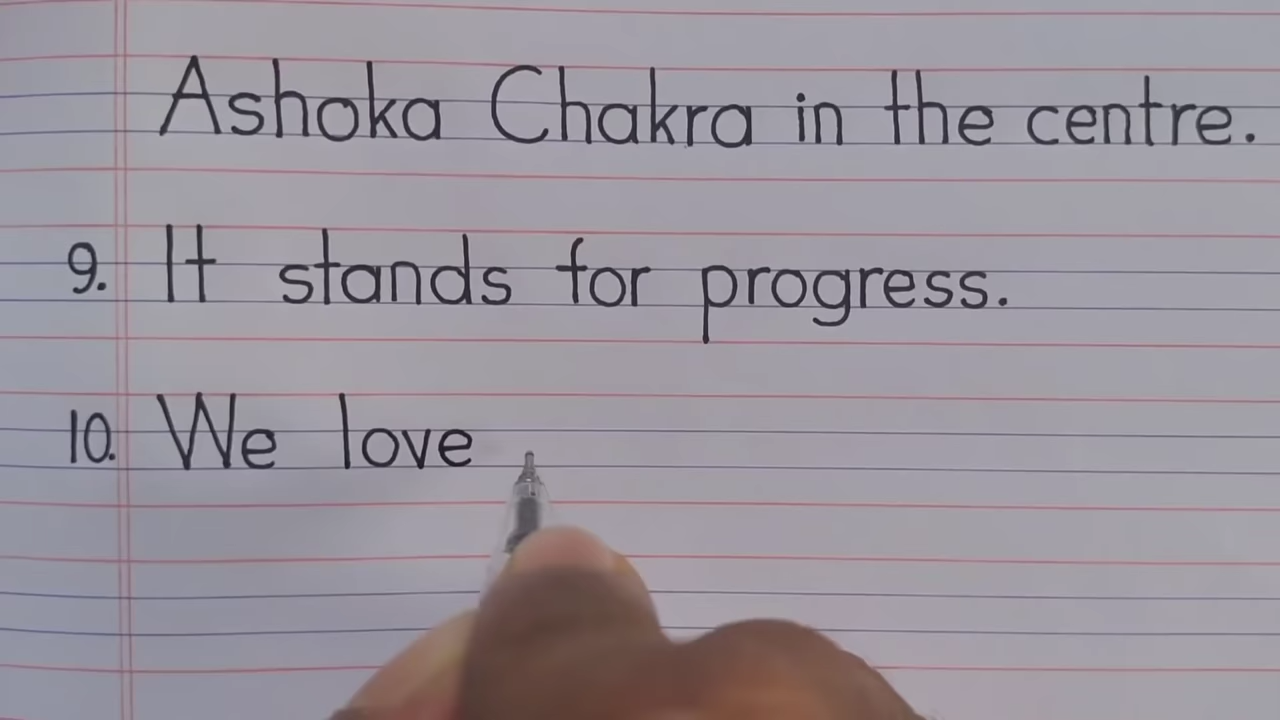 Ashoka Chakra in the centre.
9. It stands for progress.
10. We love